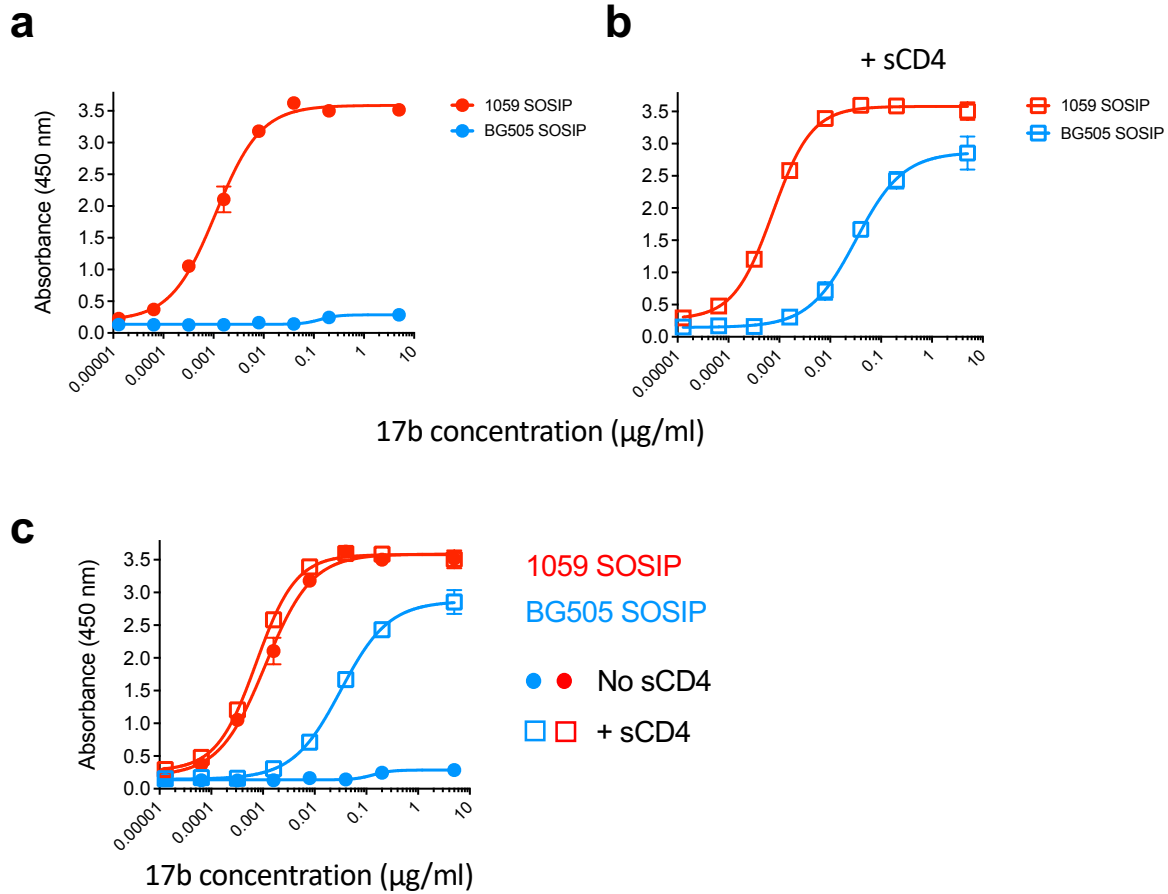 a
1059 SOSIP
BG505 SOSIP
Absorbance (450 nm)
3.5
3.0
2.5
2.0
1.5
1.0
0.5
0.0
0.00001
0.0001
0.001
0.01
0.1
1
10
b
+ sCD4
1059 SOSIP
BG505 SOSIP
3.5
3.0
2.5
2.0
1.5
1.0
0.5
0.0
0.00001
0.0001
0.001
0.01
0.1
1
10
17b concentration (µg/ml)
c
Absorbance (450 nm)
3.5
3.0
2.5
2.0
1.5
1.0
0.5
0.0
0.00001
0.0001
0.001
0.01
0.1
1
10
17b concentration (µg/ml)
1059 SOSIP
BG505 SOSIP
No sCD4
+ sCD4